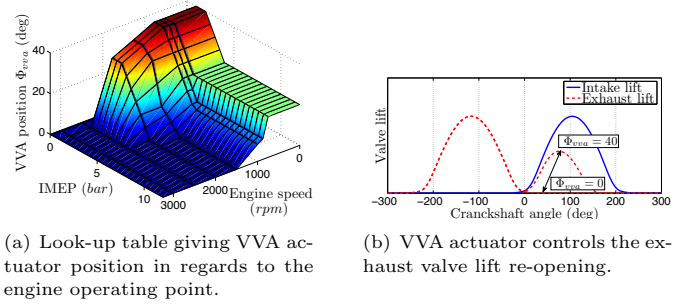 VVA position Φvva (deg)
40
20
0
0
5
10
IMEP (bar)
3000
2000
1000
0
Engine speed
(rpm)
Valve lift
Intake lift
Exhaust lift
Φvva = 40
Φvva = 0
−300 −200 −100 0 100 200 300
Cranckshaft angle (deg)
(a) Look-up table giving VVA ac-
tuator position in regards to the
engine operating point.
(b) VVA actuator controls the ex-
haust valve lift re-opening.